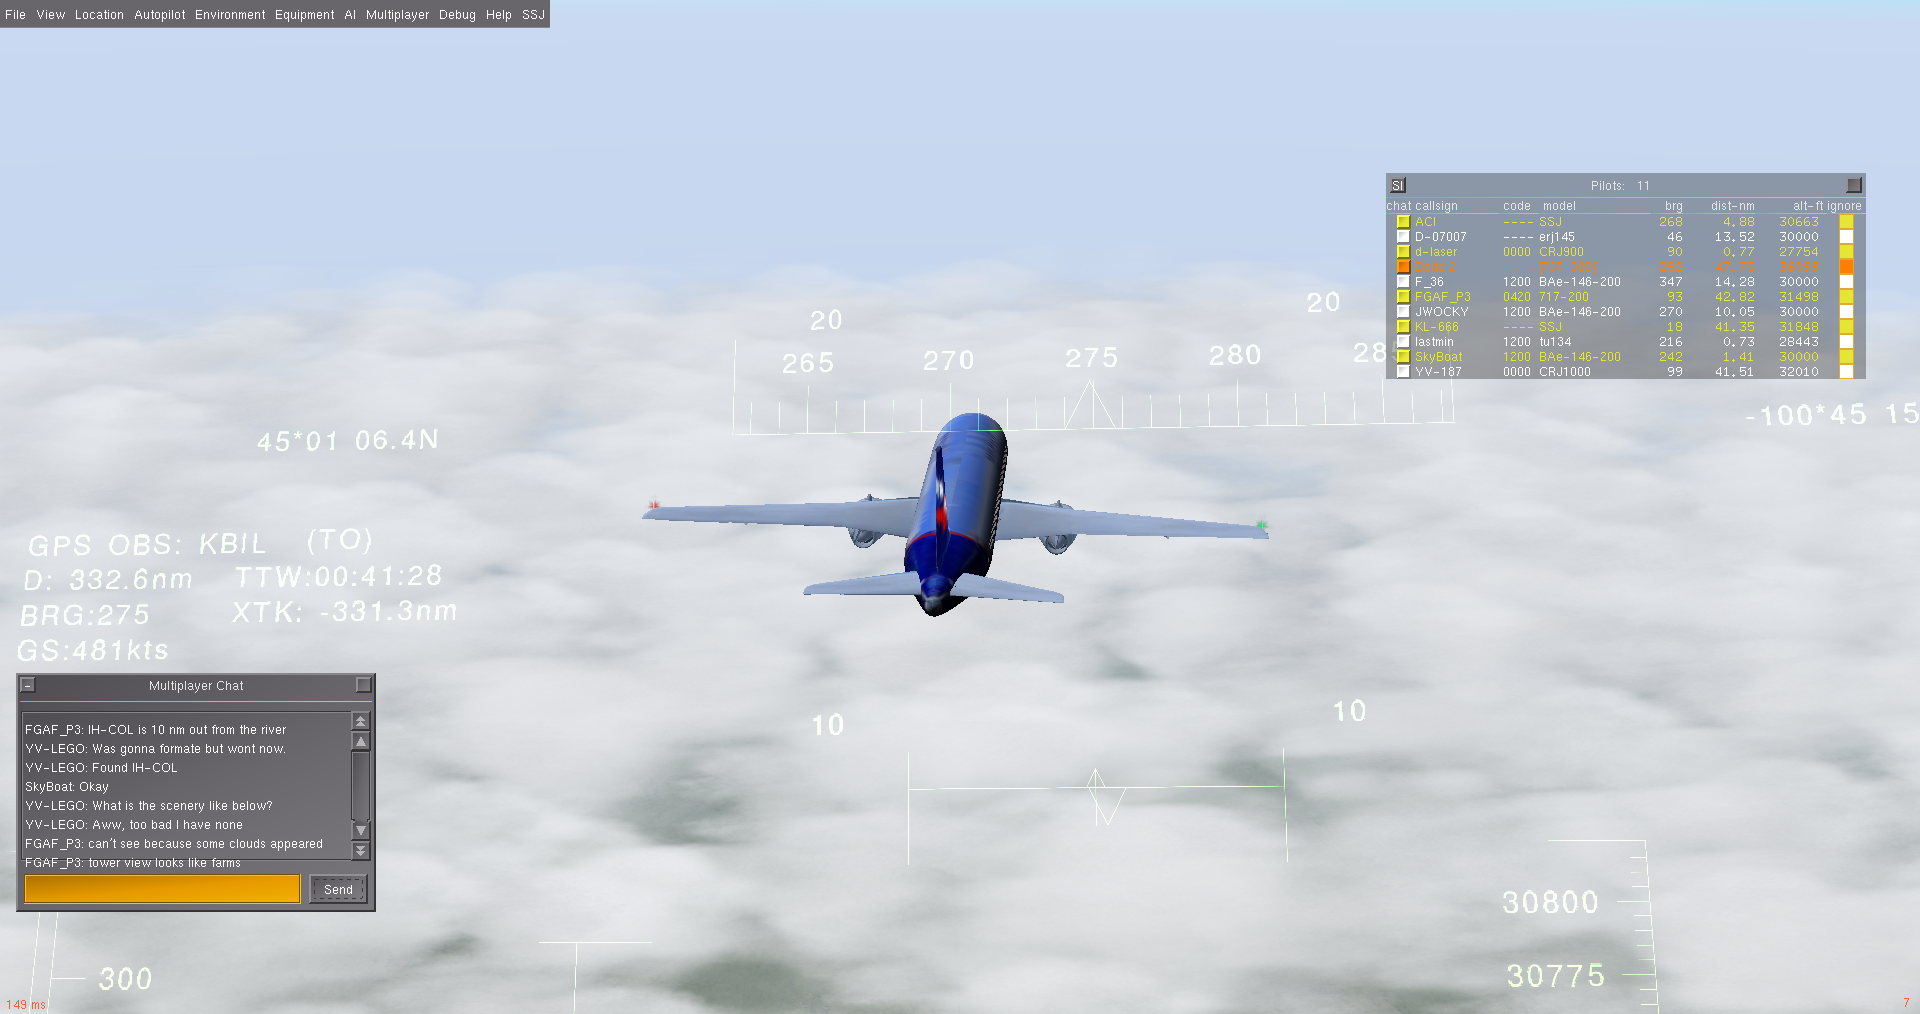 File View Location Autopilot Environment Equipment AI Multiplayer Debug Help SSJ
SI Pilots: 11
chat callsign code model brg dist-nm alt-ft ignore
ACI ---- SSJ 268 4.88 30663
D-07007 ---- erj145 46 13.52 30000
d-laser 0000 CRJ900 90 0.77 27754
F_36 1200 BAe-146-200 347 14.28 30000
FGAF_P3 0420 717-200 93 42.82 31498
JWOCKY 1200 BAe-146-200 270 10.05 30000
KL-666 ---- SSJ 18 41.35 31848
lastmin 1200 tu134 216 0.73 28443
SkyBoat 1200 BAe-146-200 242 1.41 30000
YV-187 0000 CRJ1000 99 41.51 32010
20 20
265 270 275 280
45*01 06.4N
-100*45 15
GPS OBS: KBIL (TO)
D: 332.6nm TTW:00:41:28
BRG:275 XTK: -331.3nm
GS:481kts
10 10
Multiplayer Chat
FGAF_P3: IH-COL is 10 nm out from the river
YV-LEGO: Was gonna formate but wont now.
YV-LEGO: Found IH-COL
SkyBoat: Okay
YV-LEGO: What is the scenery like below?
YV-LEGO: Aww, too bad I have none
FGAF_P3: can't see because some clouds appeared
FGAF_P3: tower view looks like farms
Send
30800
30775
300
149 ms
7